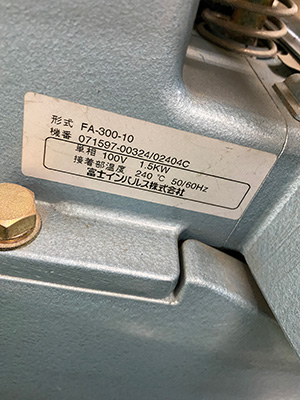 形式 FA-300-10
機番 071597-00324/02404C
単相 100V 1.5KW 50/60Hz
接着部温度 240 ℃
富士インパルス株式会社